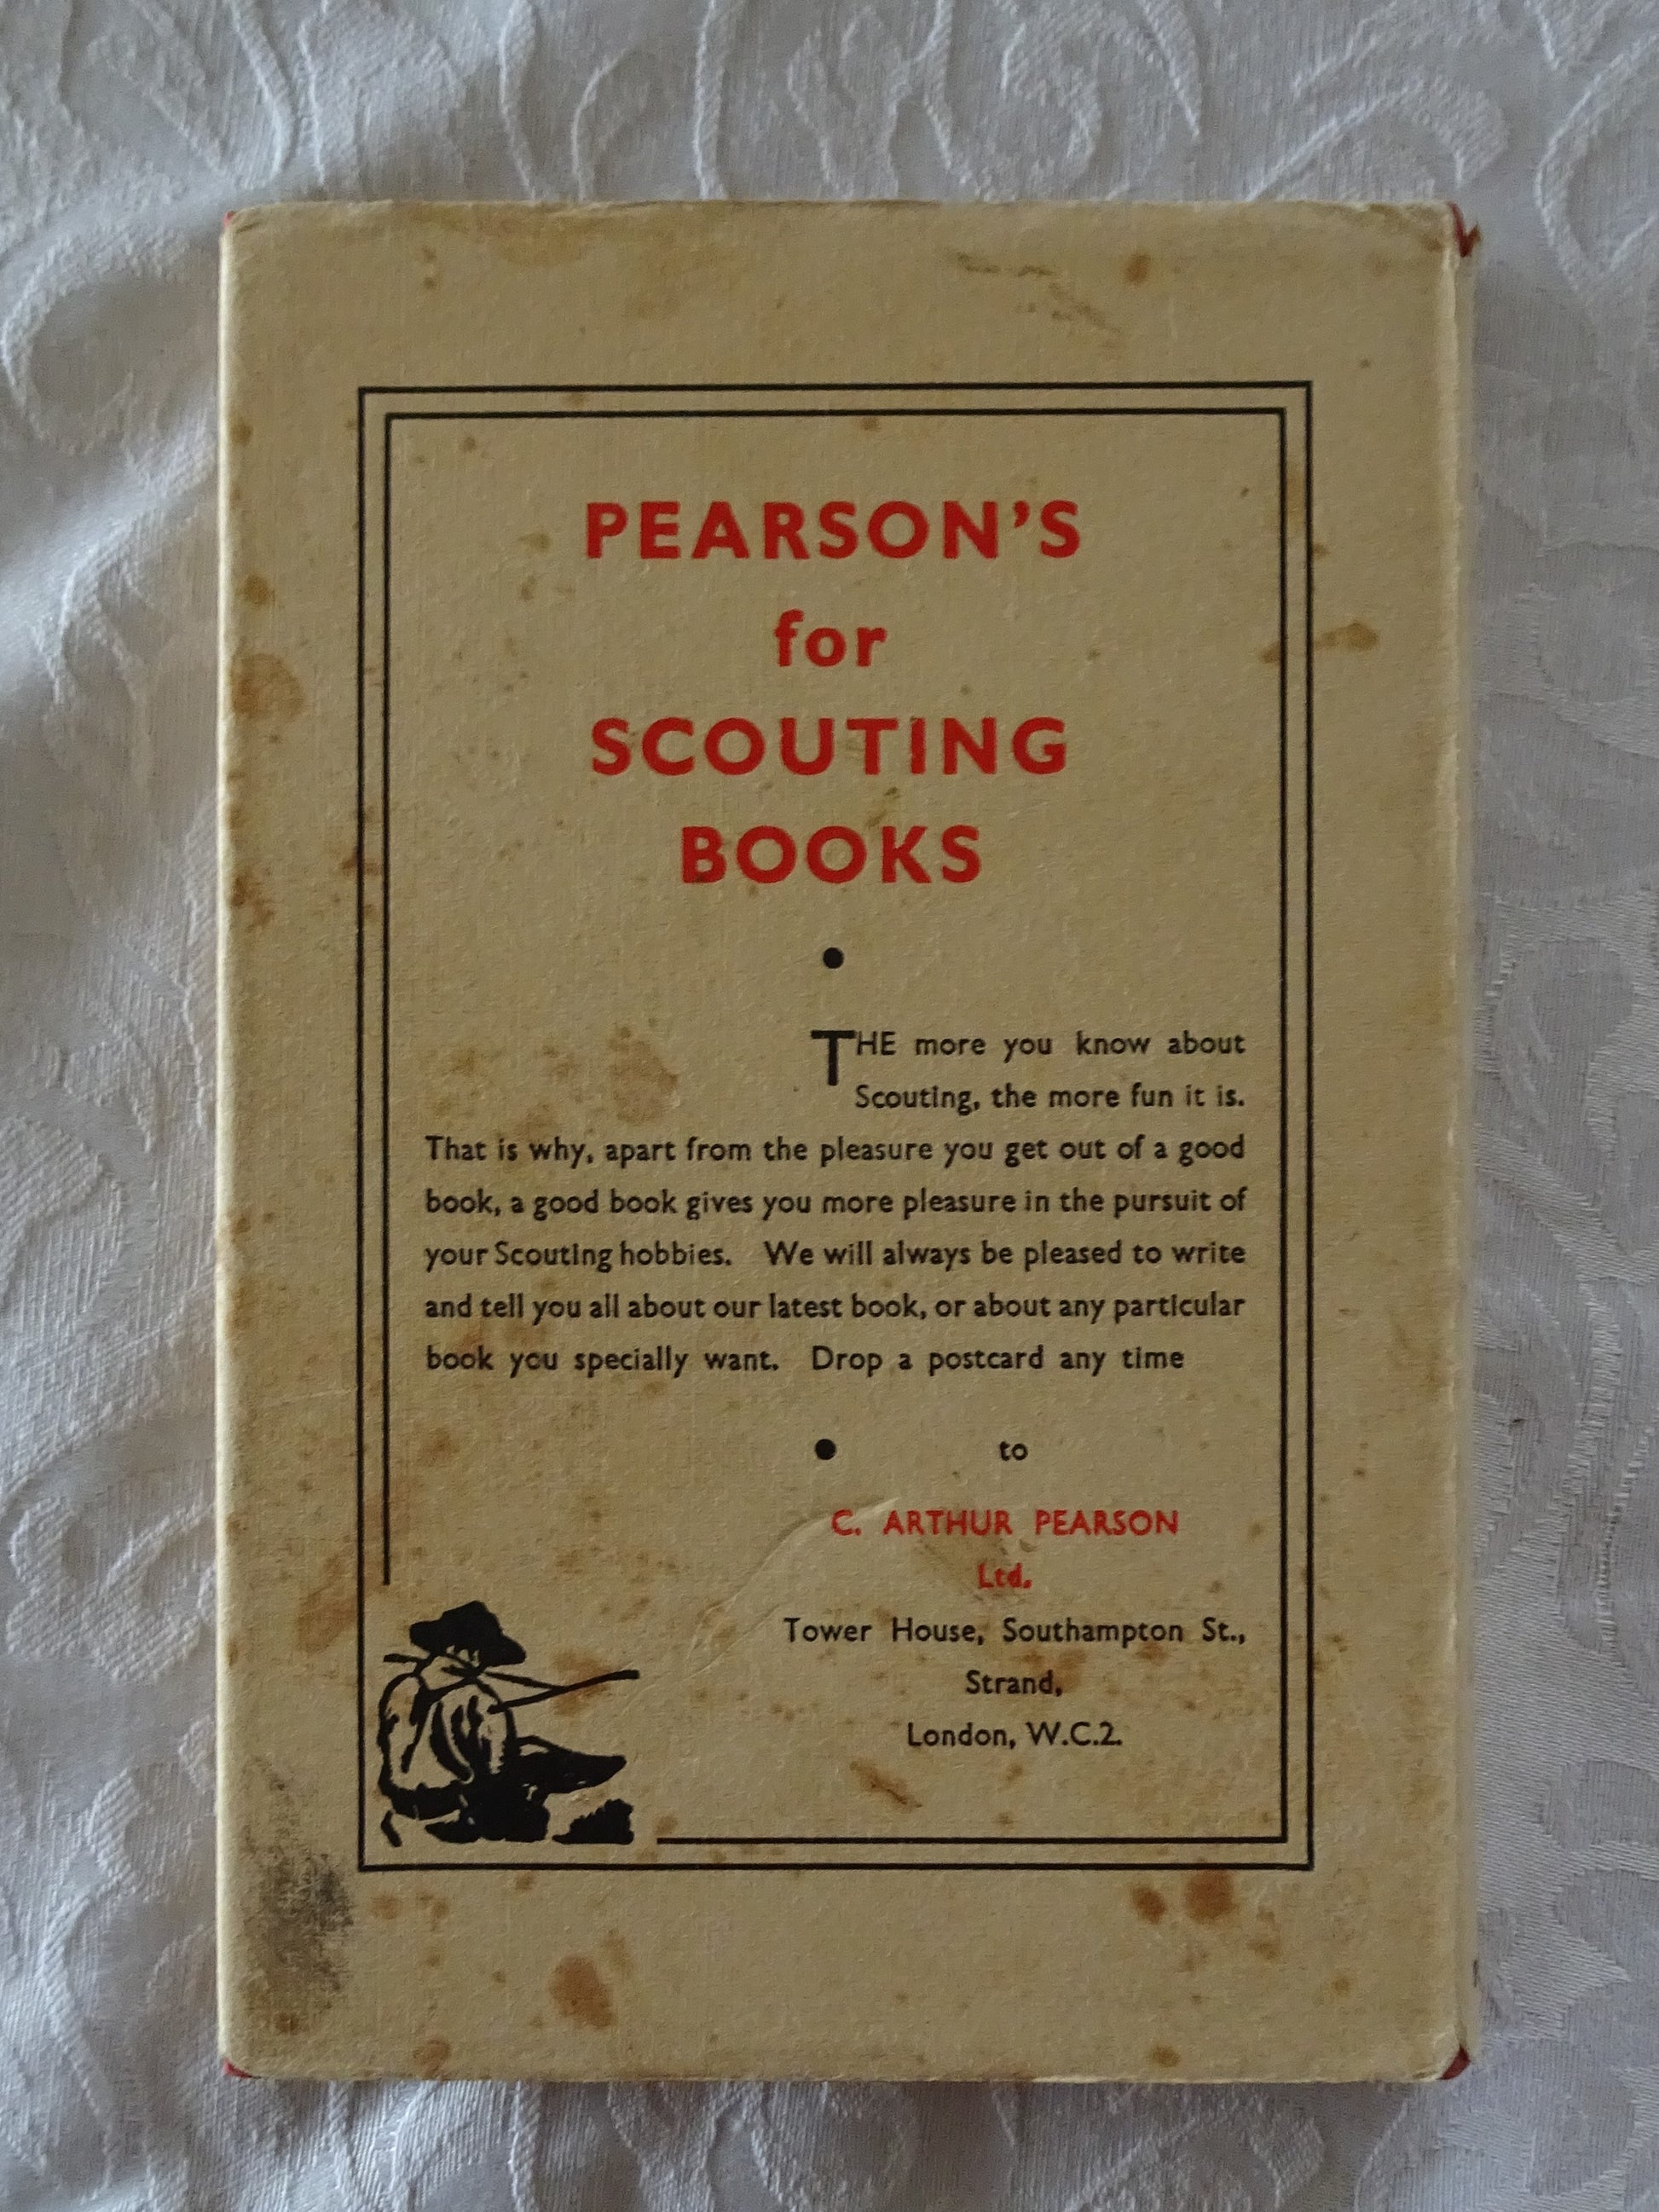 PEARSON'S
for
SCOUTING
BOOKS
THE more you know about
Scouting, the more fun it is.
That is why, apart from the pleasure you get out of a good
book, a good book gives you more pleasure in the pursuit of
your Scouting hobbies. We will always be pleased to write
and tell you all about our latest book, or about any particular
book you specially want. Drop a postcard any time
to
C. ARTHUR PEARSON
Ltd.
Tower House, Southampton St.,
Strand,
London, W.C.2.